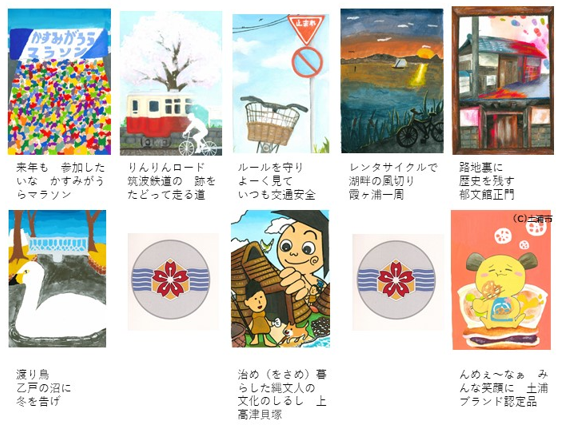 かすみがうら
マラソン
止まれ
来年も　参加した
いな　かすみがう
らマラソン
りんりんロード
筑波鉄道の　跡を
たどって走る道
ルールを守り
よーく見て
いつも交通安全
レンタサイクルで
湖畔の風切り
霞ヶ浦一周
路地裏に
歴史を残す
郁文館正門
(C)土浦市
渡り鳥
乙戸の沼に
冬を告げ
治め（をさめ）暮
らした縄文人の
文化のしるし　上
高津貝塚
んめぇ～なぁ　み
んな笑顔に　土浦
ブランド認定品